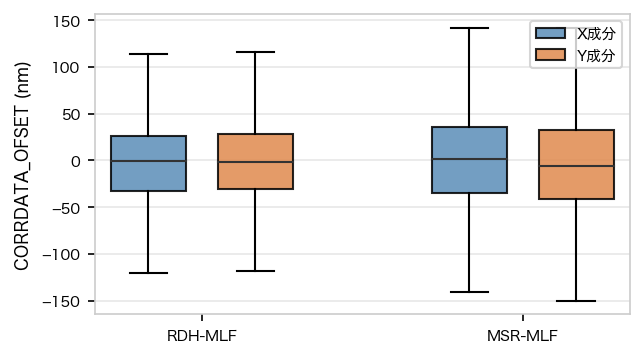 CORRDATA_OFSET (nm)
150
100
50
0
−50
−100
−150
X成分
Y成分
RDH-MLF
MSR-MLF